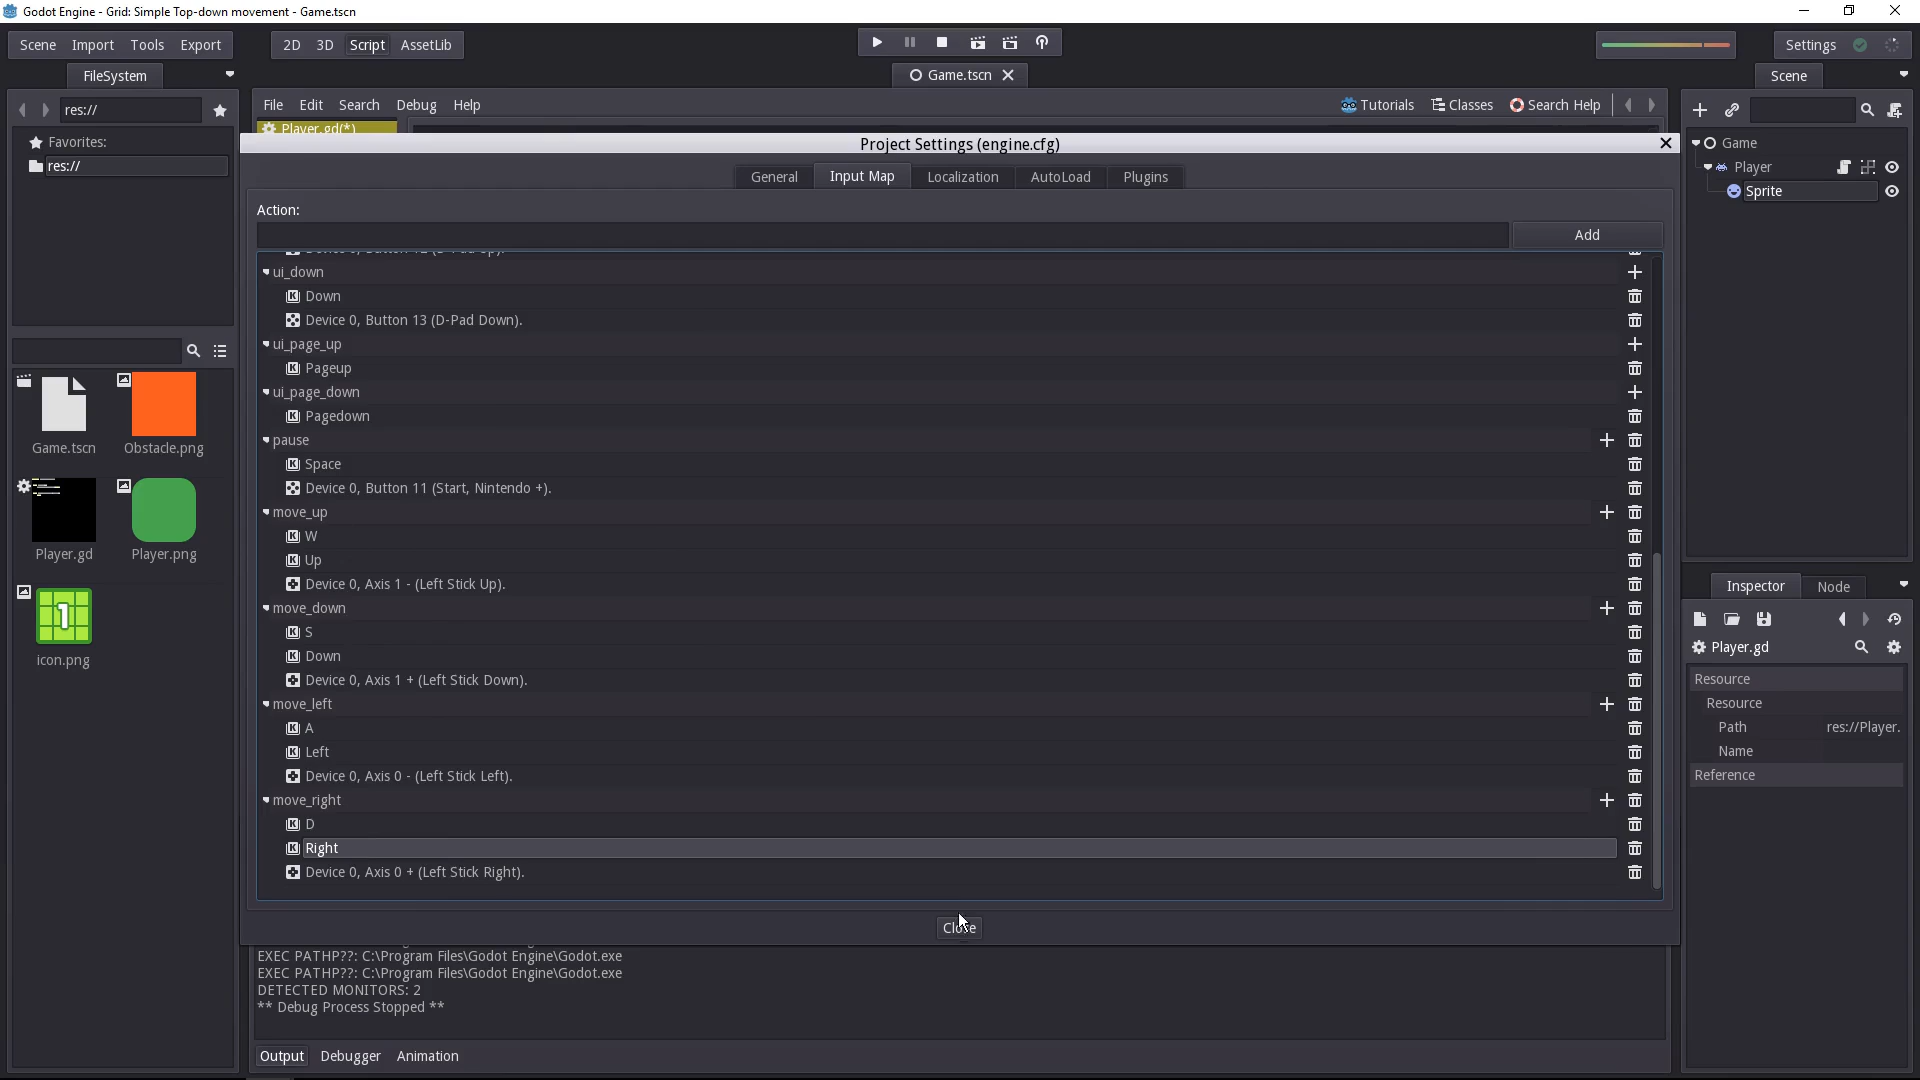 Godot Engine - Grid: Simple Top-down movement - Game.tscn
Scene Import Tools Export 2D 3D Script AssetLib Settings
FileSystem Game.tscn Scene
res:// File Edit Search Debug Help Tutorials Classes Search Help
Favorites:
res://
Player.gd(*)
Project Settings (engine.cfg)
General Input Map Localization AutoLoad Plugins
Action:
Add
ui_down
Down
Device 0, Button 13 (D-Pad Down).
ui_page_up
Pageup
ui_page_down
Pagedown
pause
Space
Device 0, Button 11 (Start, Nintendo +).
move_up
W
Up
Device 0, Axis 1 - (Left Stick Up).
move_down
S
Down
Device 0, Axis 1 + (Left Stick Down).
move_left
A
Left
Device 0, Axis 0 - (Left Stick Left).
move_right
D
Right
Device 0, Axis 0 + (Left Stick Right).
Close
Game.tscn Obstacle.png
Player.gd Player.png
1
icon.png
Game
Player
Sprite
Inspector Node
Player.gd
Resource
Resource
Path res://Player.
Name
Reference
EXEC PATHP??: C:\Program Files\Godot Engine\Godot.exe
EXEC PATHP??: C:\Program Files\Godot Engine\Godot.exe
DETECTED MONITORS: 2
** Debug Process Stopped **
Output Debugger Animation